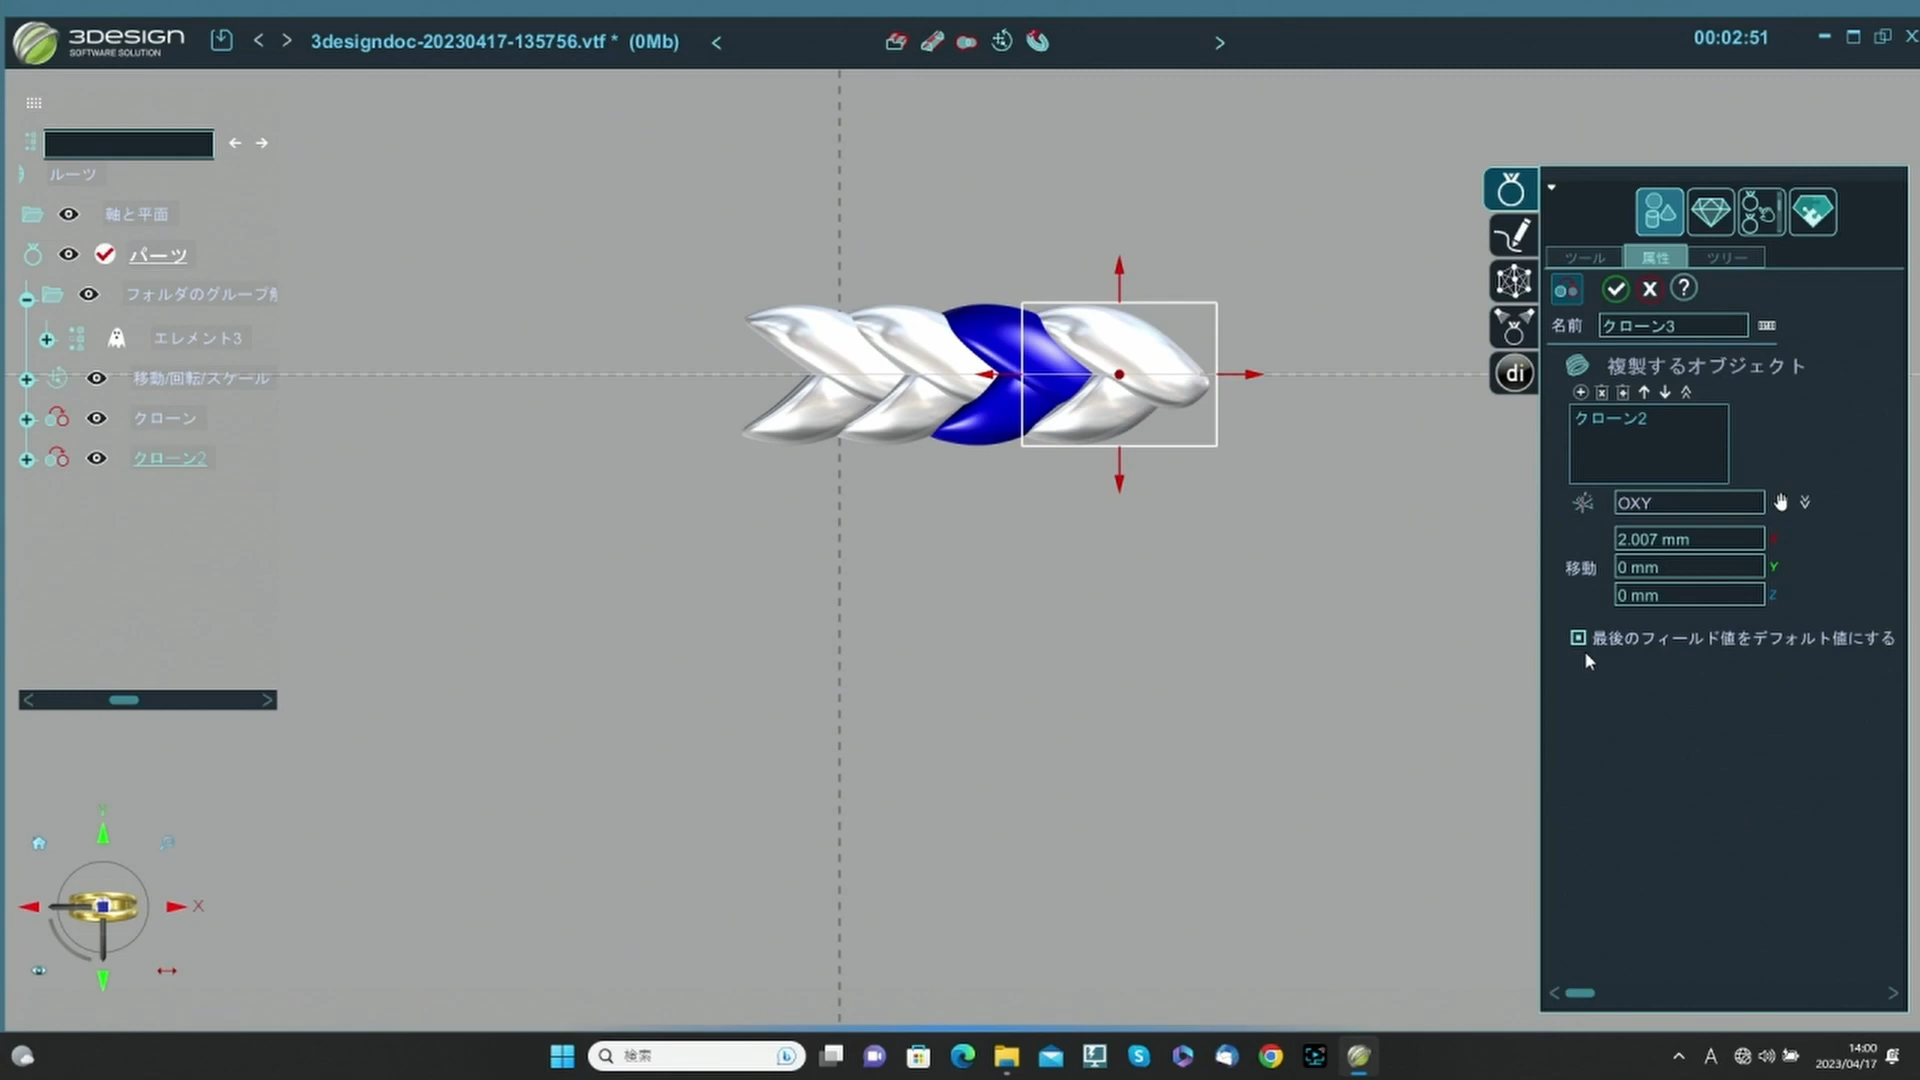 3DESIGN
SOFTWARE SOLUTION
3designdoc-20230417-135756.vtf * (0Mb)
00:02:51
ルーツ
軸と平面
パーツ
フォルダのグループ解
エレメント3
移動/回転/スケール
クローン
クローン2
ツール
属性
ツリー
名前
クローン3
複製するオブジェクト
クローン2
OXY
移動
2.007 mm
0 mm Y
0 mm Z
最後のフィールド値をデフォルト値にする
di
X
検索
A
14:00
2023/04/17